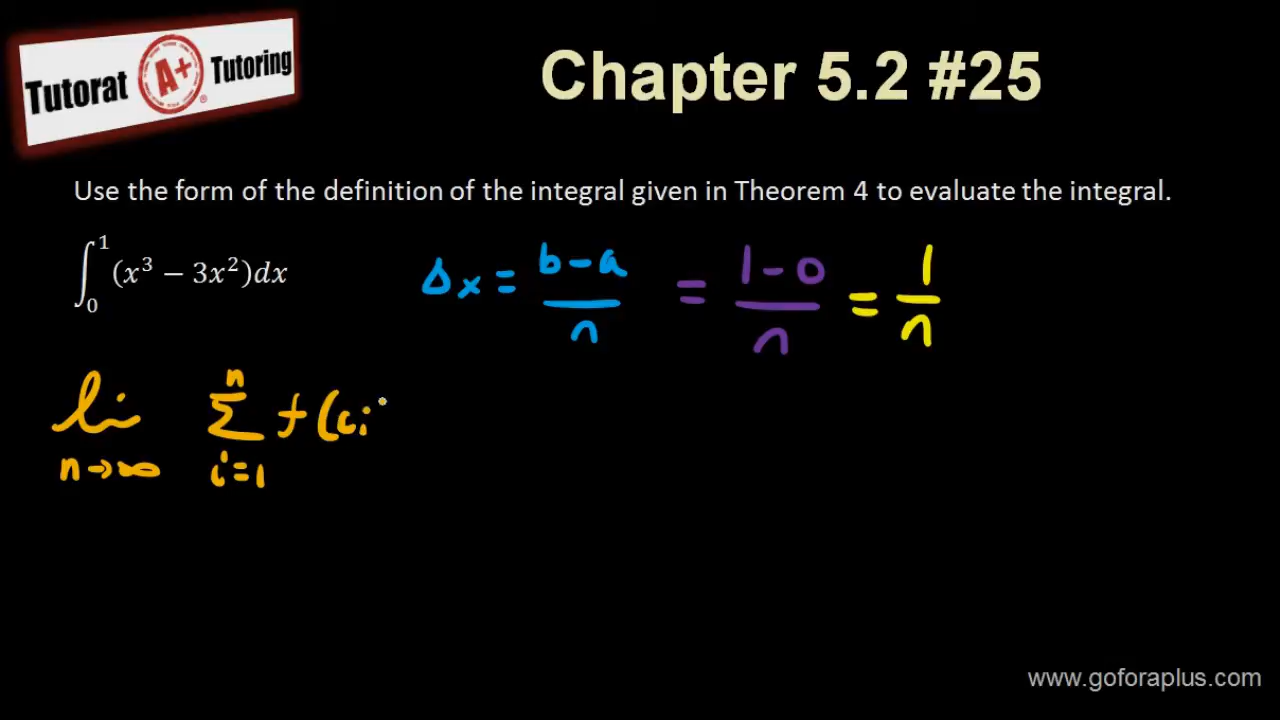 Tutorat A+ Tutoring
Chapter 5.2 #25
Use the form of the definition of the integral given in Theorem 4 to evaluate the integral.
∫₀¹ (x³ − 3x²)dx
Δx = b−a/n = 1−0/n = 1/n
lim n→∞ Σ i=1 n f(ci
www.goforaplus.com